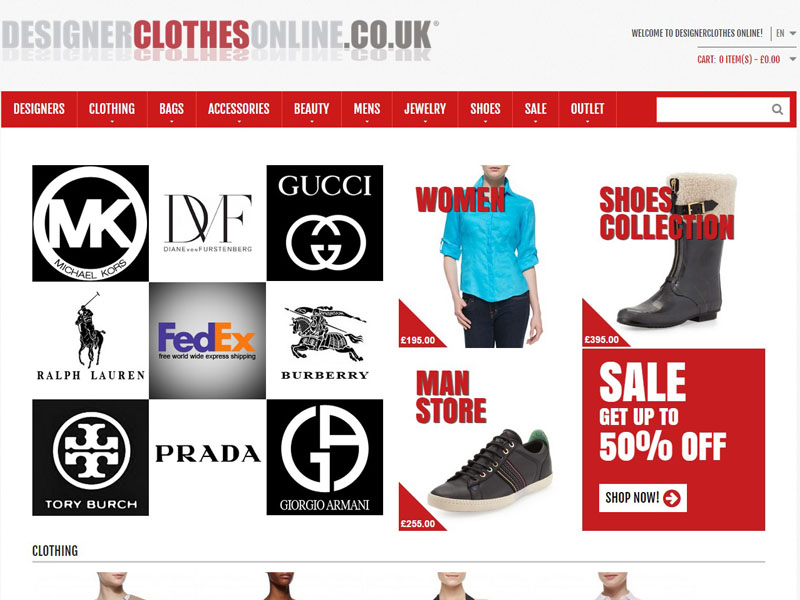 DESIGNERCLOTHESONLINE.CO.UK®
WELCOME TO DESIGNERCLOTHES ONLINE! EN
CART: 0 ITEM(S) - £0.00
DESIGNERS CLOTHING BAGS ACCESSORIES BEAUTY MENS JEWELRY SHOES SALE OUTLET
MK
MICHAEL KORS
DVF
DIANE VON FURSTENBERG
GUCCI
GG
RALPH LAUREN
FedEx
free world wide express shipping
BURBERRY
TORY BURCH
PRADA
GA
GIORGIO ARMANI
WOMEN
£195.00
SHOES
COLLECTION
£395.00
MAN
STORE
£255.00
SALE
GET UP TO
50% OFF
SHOP NOW!
CLOTHING